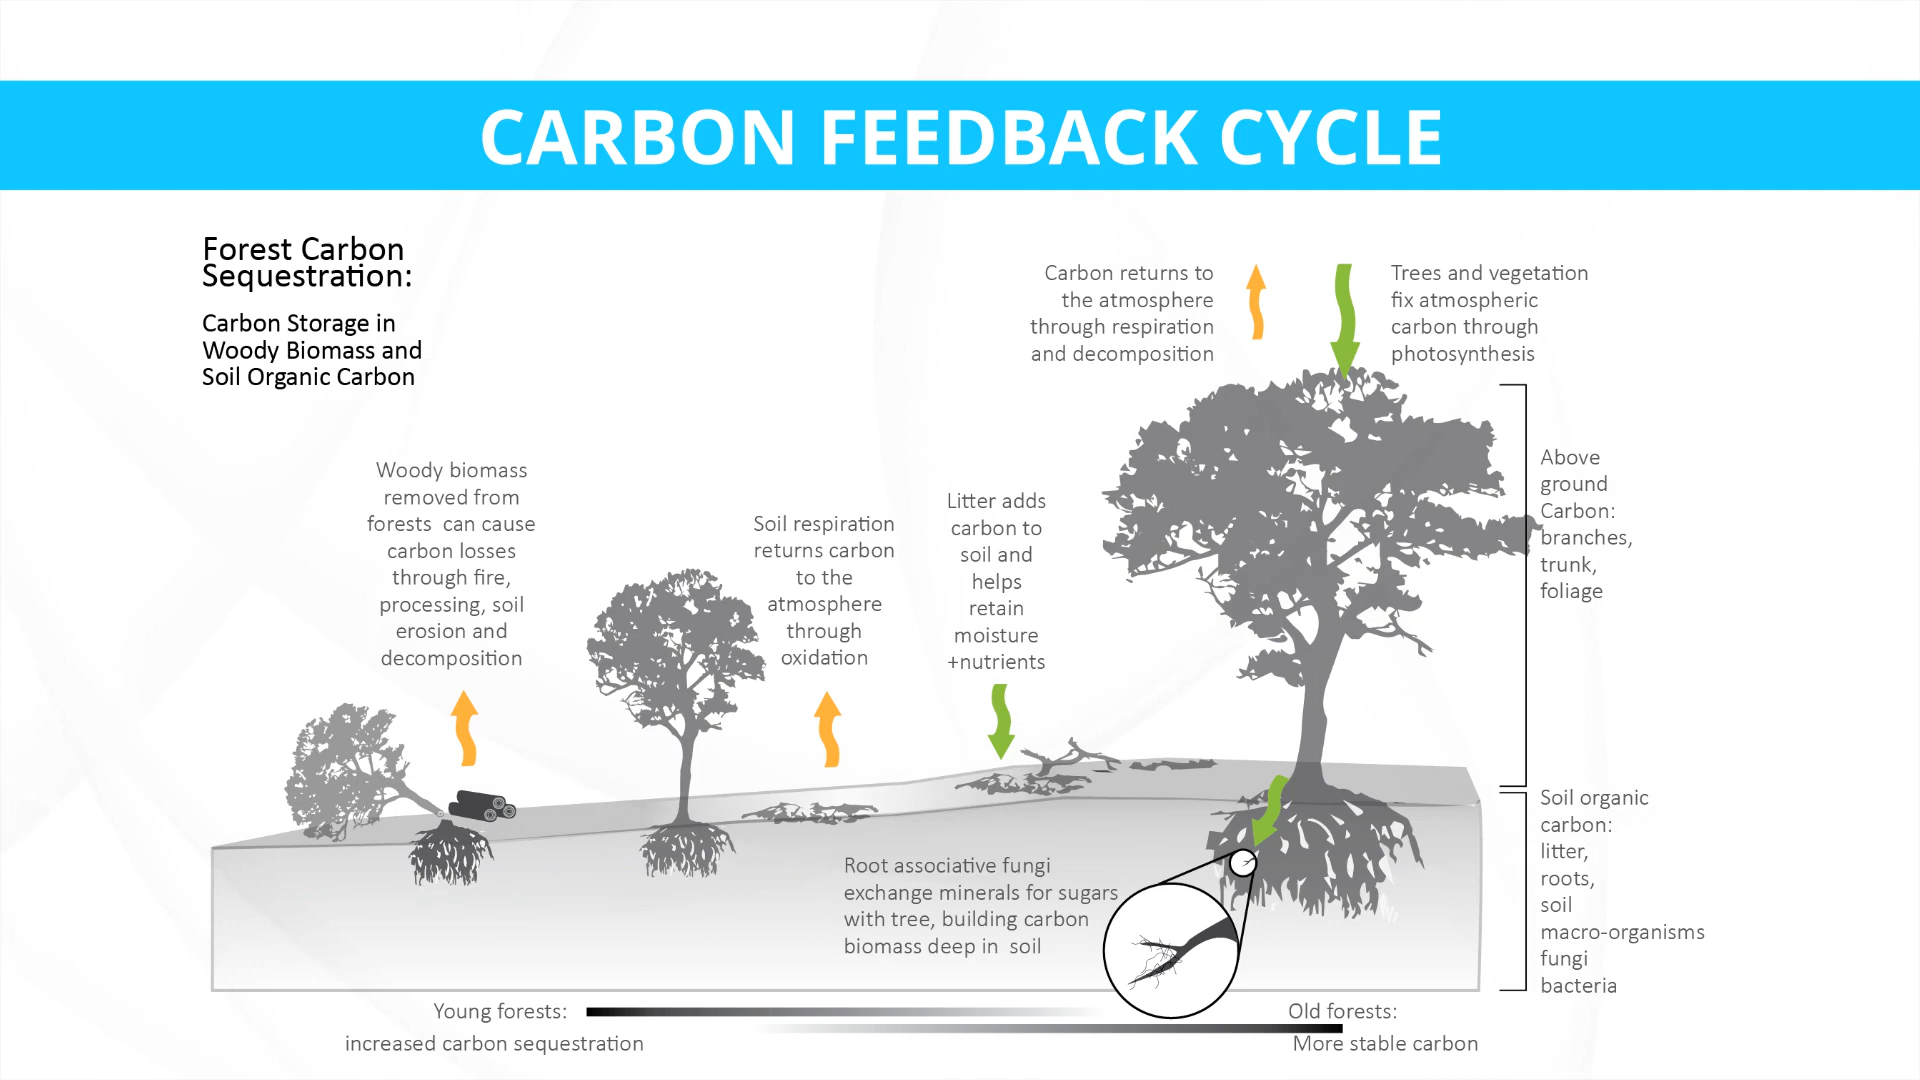 CARBON FEEDBACK CYCLE
Forest Carbon
Sequestration:
Carbon Storage in
Woody Biomass and
Soil Organic Carbon
Carbon returns to
the atmosphere
through respiration
and decomposition
Trees and vegetation
fix atmospheric
carbon through
photosynthesis
Woody biomass
removed from
forests can cause
carbon losses
through fire,
processing, soil
erosion and
decomposition
Soil respiration
returns carbon
to the
atmosphere
through
oxidation
Litter adds
carbon to
soil and
helps
retain
moisture
+nutrients
Above
ground
Carbon:
branches,
trunk,
foliage
Soil organic
carbon:
litter,
roots,
soil
macro-organisms
fungi
bacteria
Root associative fungi
exchange minerals for sugars
with tree, building carbon
biomass deep in soil
Young forests:
increased carbon sequestration
Old forests:
More stable carbon